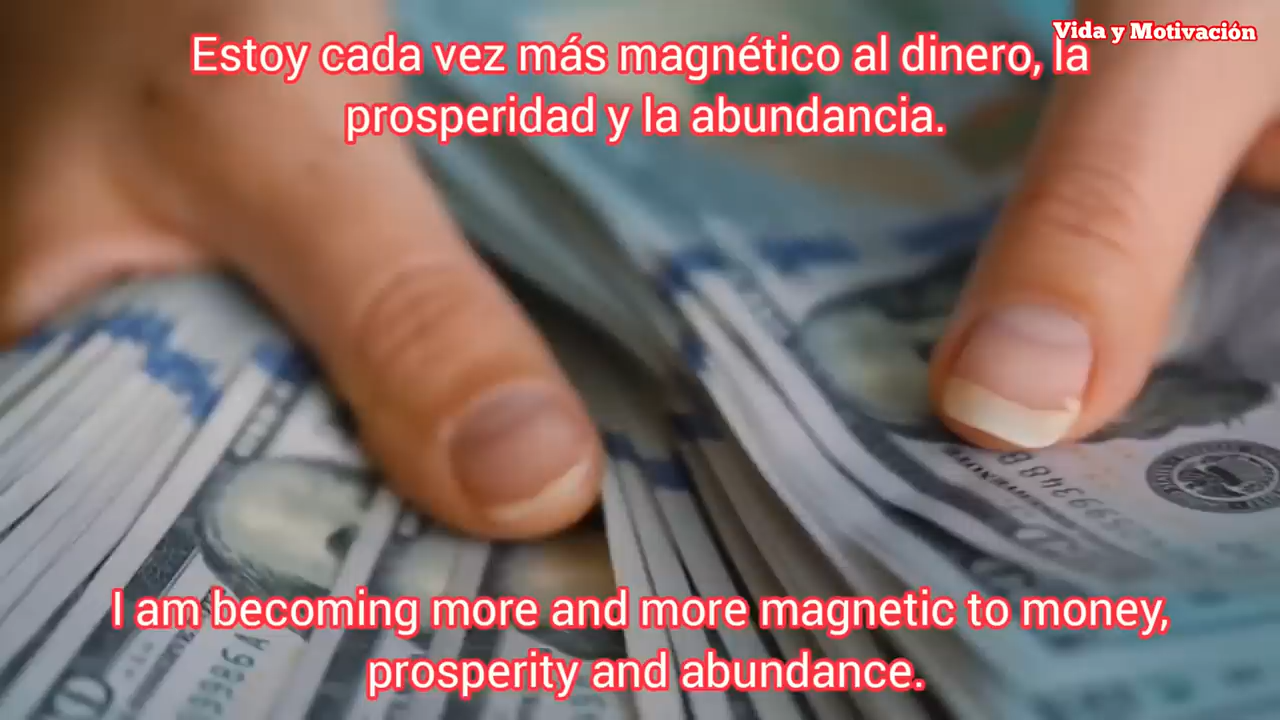 Vida y Motivación
Estoy cada vez más magnético al dinero, la
prosperidad y la abundancia.
I am becoming more and more magnetic to money,
prosperity and abundance.